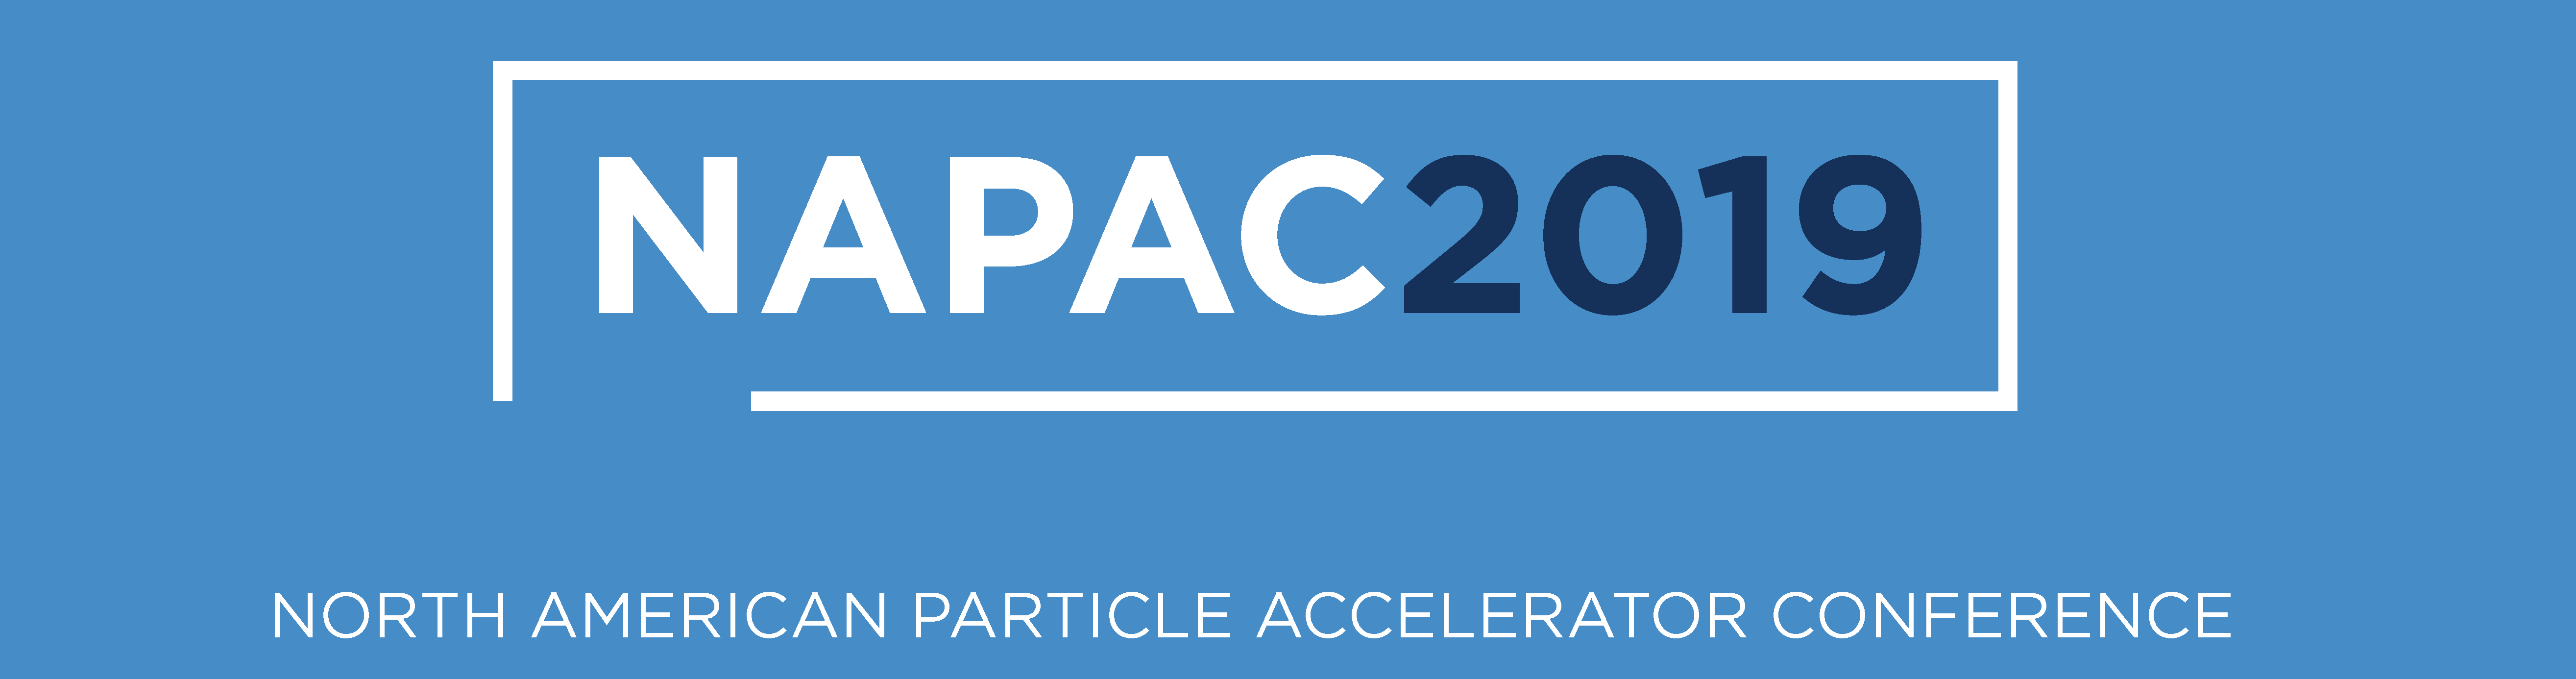 NAPAC2019
NORTH AMERICAN PARTICLE ACCELERATOR CONFERENCE